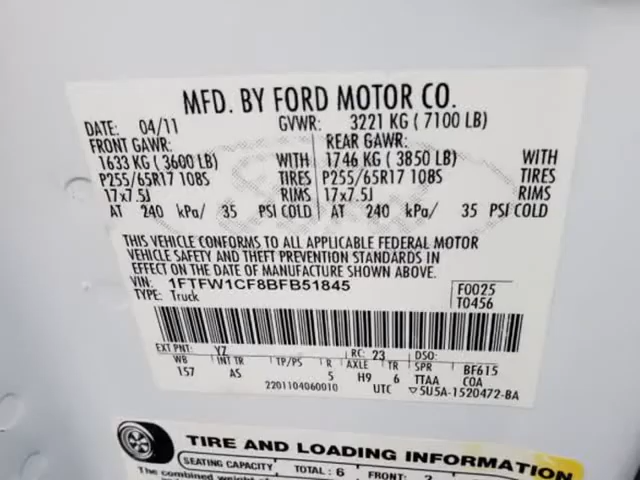 MFD. BY FORD MOTOR CO.
DATE: 04/11 GVWR: 3221 KG ( 7100 LB)
FRONT GAWR: REAR GAWR:
1633 KG ( 3600 LB) WITH 1746 KG ( 3850 LB) WITH
P255/65R17 108S TIRES P255/65R17 108S TIRES
17x7.5J RIMS 17x7.5J RIMS
AT 240 kPa/ 35 PSI COLD AT 240 kPa/ 35 PSI COLD
THIS VEHICLE CONFORMS TO ALL APPLICABLE FEDERAL MOTOR
VEHICLE SAFETY AND THEFT PREVENTION STANDARDS IN
EFFECT ON THE DATE OF MANUFACTURE SHOWN ABOVE.
VIN: 1FTFW1CF8BFB51845 F0025
TYPE: Truck T0456
EXT PNT: YZ RC: 23 DSO:
WB INT TR TP/PS R AXLE TR SPR BF615
157 AS 5 H9 6 TTAA COA
2201104060010 UTC ▽5U5A-1520472-BA
TIRE AND LOADING INFORMATION
SEATING CAPACITY TOTAL : 6 FRONT:
The combined weight of